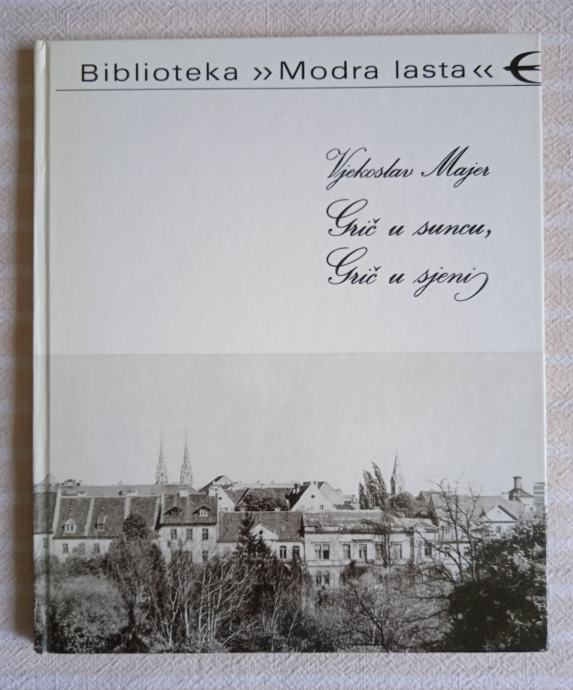 Biblioteka »Modra lasta«
Vjekoslav Majer
Grič u suncu,
Grič u sjeni